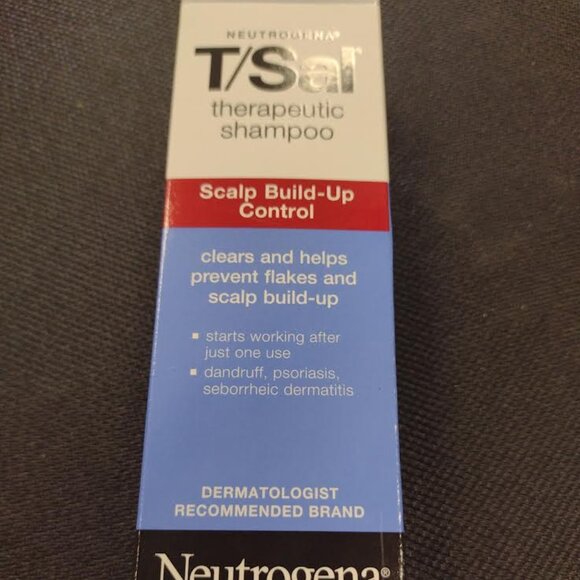 NEUTROGENA®
T/Sal
therapeutic
shampoo
Scalp Build-Up
Control
clears and helps
prevent flakes and
scalp build-up
▪ starts working after
just one use
▪ dandruff, psoriasis,
seborrheic dermatitis
DERMATOLOGIST
RECOMMENDED BRAND
Neutrogena®